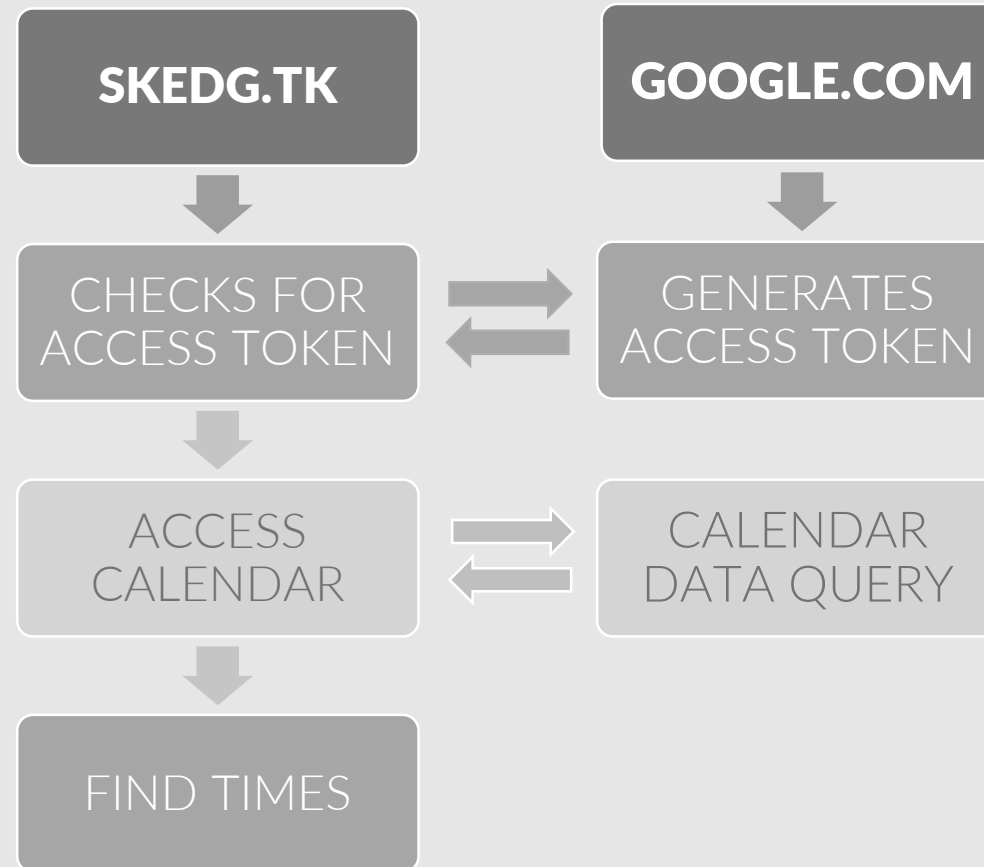 SKEDG.TK
GOOGLE.COM
CHECKS FOR
ACCESS TOKEN
GENERATES
ACCESS TOKEN
ACCESS
CALENDAR
CALENDAR
DATA QUERY
FIND TIMES